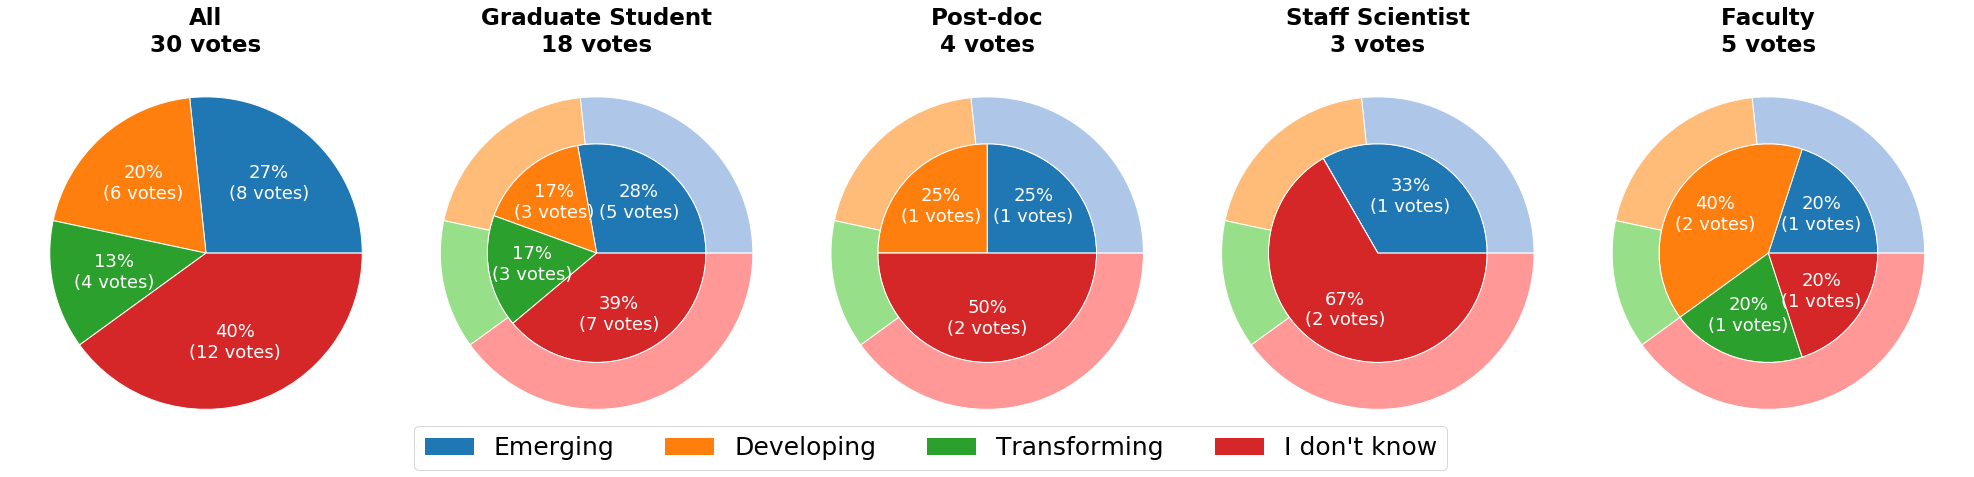 All
30 votes
Graduate Student
18 votes
Post-doc
4 votes
Staff Scientist
3 votes
Faculty
5 votes
27%
(8 votes)
20%
(6 votes)
13%
(4 votes)
40%
(12 votes)
28%
(5 votes)
17%
(3 votes)
17%
(3 votes)
39%
(7 votes)
25%
(1 votes)
25%
(1 votes)
50%
(2 votes)
33%
(1 votes)
67%
(2 votes)
20%
(1 votes)
40%
(2 votes)
20%
(1 votes)
20%
(1 votes)
Emerging
Developing
Transforming
I don't know